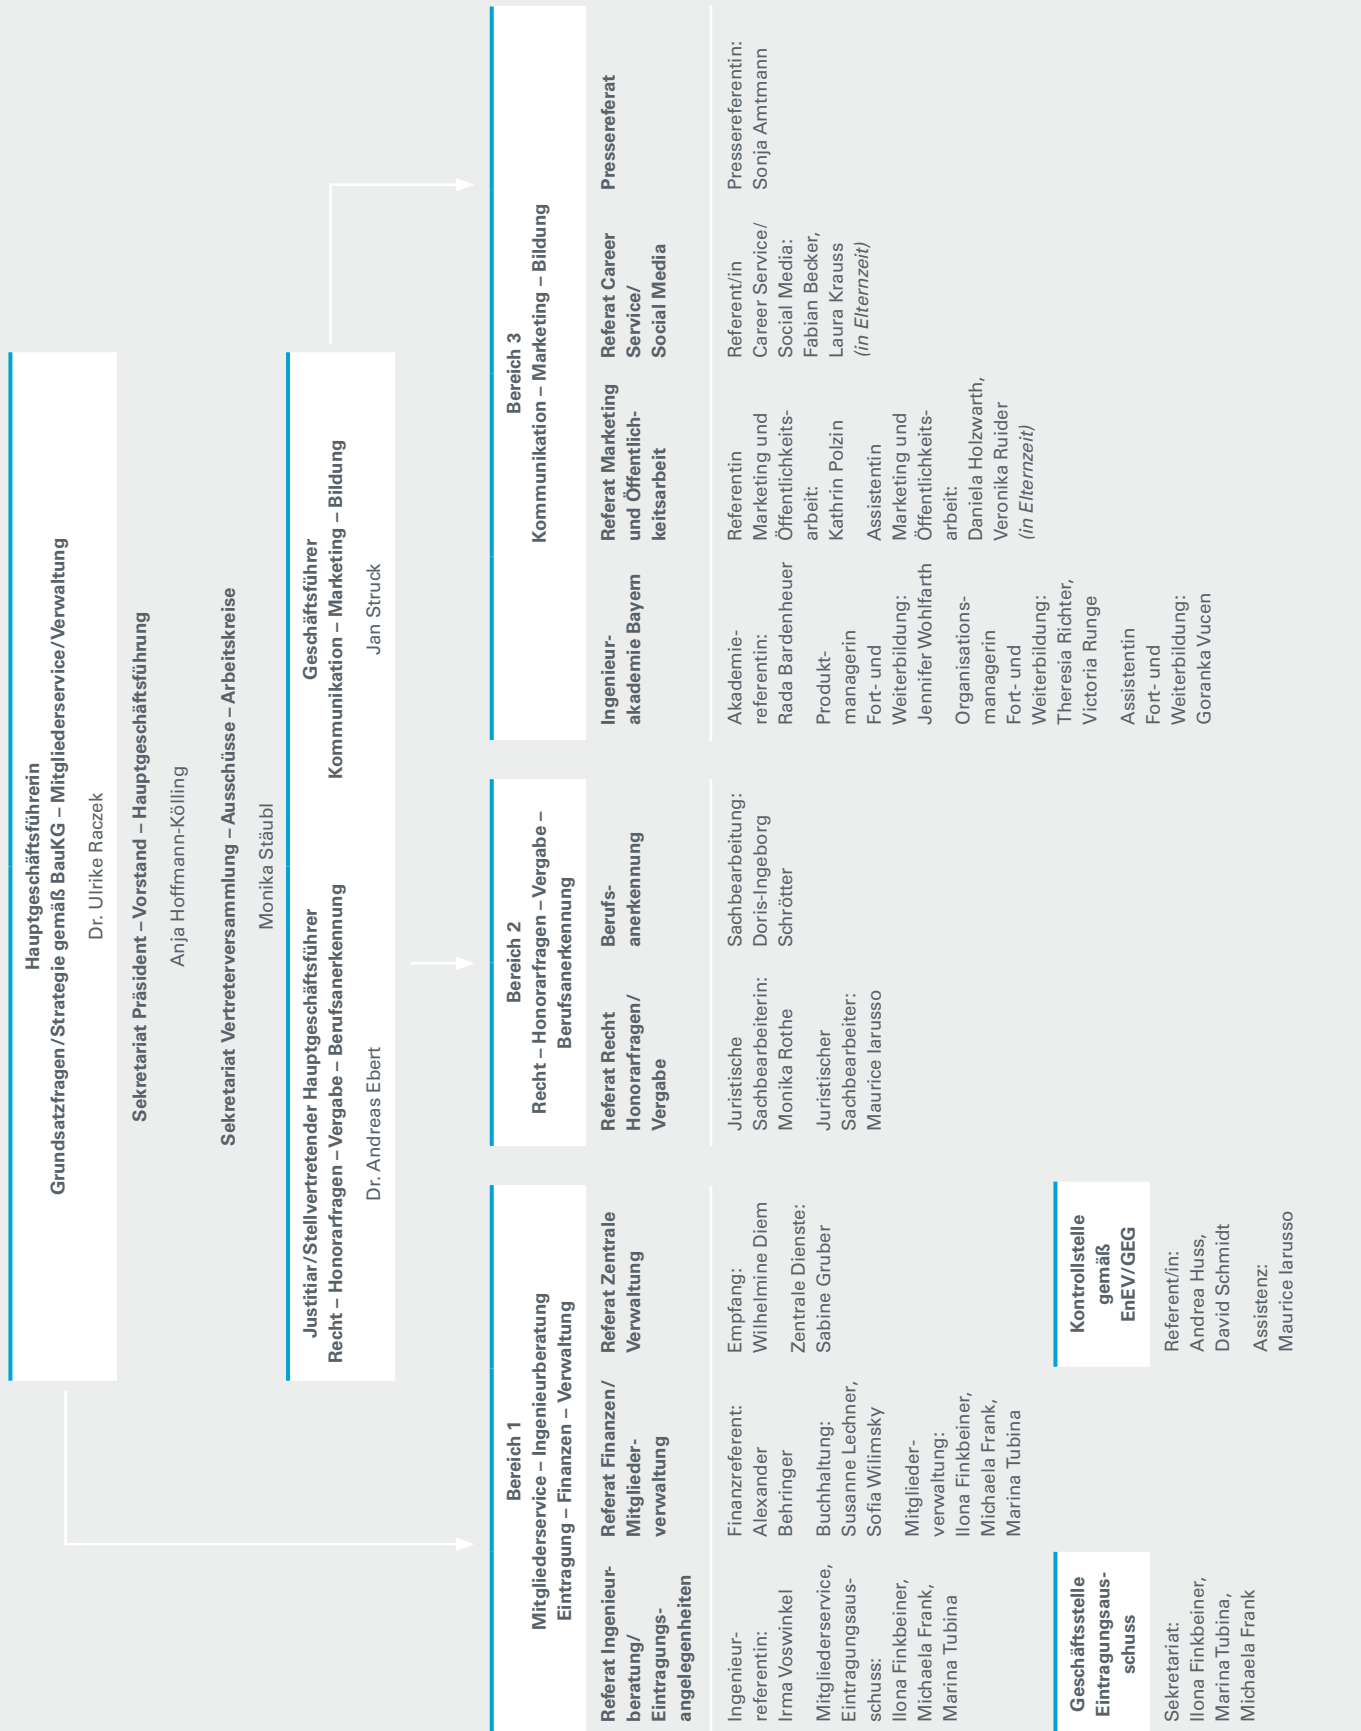 Hauptgeschäftsführerin
Grundsatzfragen/Strategie gemäß BauKG – Mitgliederservice/Verwaltung
Dr. Ulrike Raczek
Sekretariat Präsident – Vorstand – Hauptgeschäftsführung
Anja Hoffmann-Kölling
Sekretariat Vertreterversammlung – Ausschüsse – Arbeitskreise
Monika Stäubl
Justitiar/Stellvertretender Hauptgeschäftsführer
Recht – Honorarfragen – Vergabe – Berufsanerkennung
Dr. Andreas Ebert
Geschäftsführer
Kommunikation – Marketing – Bildung
Jan Struck
Bereich 1
Mitgliederservice – Ingenieurberatung
Eintragung – Finanzen – Verwaltung
Referat Ingenieur-
beratung/
Eintragungs-
angelegenheiten
Ingenieur-
referentin:
Irma Voswinkel
Mitgliederservice,
Eintragungsaus-
schuss:
Ilona Finkbeiner,
Michaela Frank,
Marina Tubina
Referat Finanzen/
Mitglieder-
verwaltung
Finanzreferent:
Alexander
Behringer
Buchhaltung:
Susanne Lechner,
Sofia Wilimsky
Mitglieder-
verwaltung:
Ilona Finkbeiner,
Michaela Frank,
Marina Tubina
Referat Zentrale
Verwaltung
Empfang:
Wilhelmine Diem
Zentrale Dienste:
Sabine Gruber
Geschäftsstelle
Eintragungsaus-
schuss
Sekretariat:
Ilona Finkbeiner,
Marina Tubina,
Michaela Frank
Kontrollstelle
gemäß
EnEV/GEG
Referent/in:
Andrea Huss,
David Schmidt
Assistenz:
Maurice Iarusso
Bereich 2
Recht – Honorarfragen – Vergabe –
Berufsanerkennung
Referat Recht
Honorarfragen/
Vergabe
Juristische
Sachbearbeiterin:
Monika Rothe
Juristischer
Sachbearbeiter:
Maurice Iarusso
Berufs-
anerkennung
Sachbearbeitung:
Doris-Ingeborg
Schrötter
Bereich 3
Kommunikation – Marketing – Bildung
Ingenieur-
akademie Bayern
Akademie-
referentin:
Rada Bardenheuer
Produkt-
managerin
Fort- und
Weiterbildung:
Jennifer Wohlfarth
Organisations-
managerin
Fort- und
Weiterbildung:
Theresia Richter,
Victoria Runge
Assistentin
Fort- und
Weiterbildung:
Goranka Vucen
Referat Marketing
und Öffentlich-
keitsarbeit
Referentin
Marketing und
Öffentlichkeits-
arbeit:
Kathrin Polzin
Assistentin
Marketing und
Öffentlichkeits-
arbeit:
Daniela Holzwarth,
Veronika Ruider
(in Elternzeit)
Referat Career
Service/
Social Media
Referent/in
Career Service/
Social Media:
Fabian Becker,
Laura Krauss
(in Elternzeit)
Pressereferat
Pressereferentin:
Sonja Amtmann